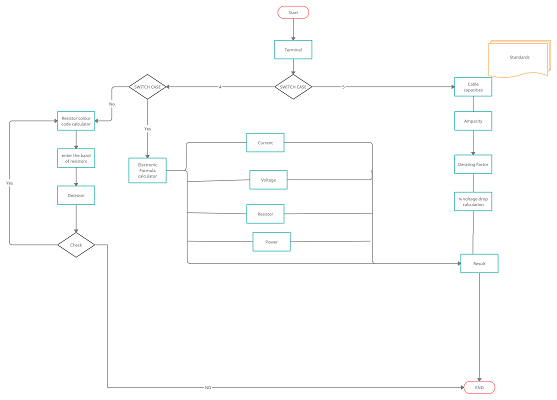 Start
Terminal
Standards
SWITCH CASE
4
SWITCH CASE
5
Cable
capacities
No
Resistor colour
code calculator
Yes
Ampacity
Current
enter the band
of resistors
Electronic
Formula
calculator
Derating Factor
Yes
Voltage
Decision
% voltage drop
calculation
Resistor
Check
Power
Result
NO
END